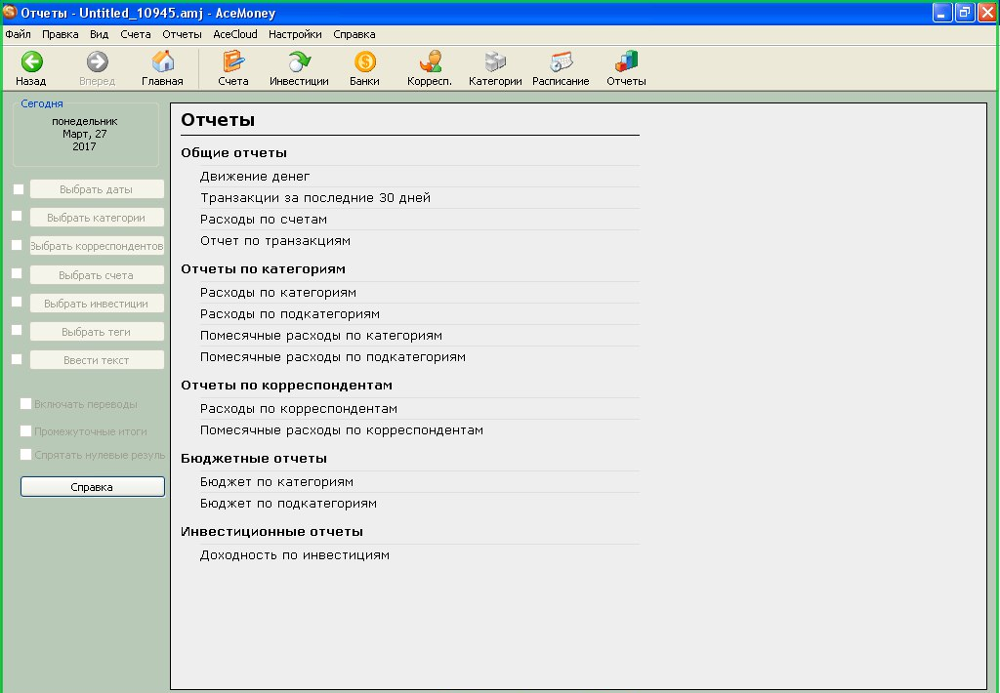 Отчеты - Untitled_10945.amj - AceMoney
Файл Правка Вид Счета Отчеты AceCloud Настройки Справка
Назад Вперед Главная Счета Инвестиции Банки Корресп. Категории Расписание Отчеты
Сегодня
понедельник
Март, 27
2017
Выбрать даты
Выбрать категории
Выбрать корреспондентов
Выбрать счета
Выбрать инвестиции
Выбрать теги
Ввести текст
Включать переводы
Промежуточные итоги
Спрятать нулевые резуль
Справка
Отчеты
Общие отчеты
Движение денег
Транзакции за последние 30 дней
Расходы по счетам
Отчет по транзакциям
Отчеты по категориям
Расходы по категориям
Расходы по подкатегориям
Помесячные расходы по категориям
Помесячные расходы по подкатегориям
Отчеты по корреспондентам
Расходы по корреспондентам
Помесячные расходы по корреспондентам
Бюджетные отчеты
Бюджет по категориям
Бюджет по подкатегориям
Инвестиционные отчеты
Доходность по инвестициям